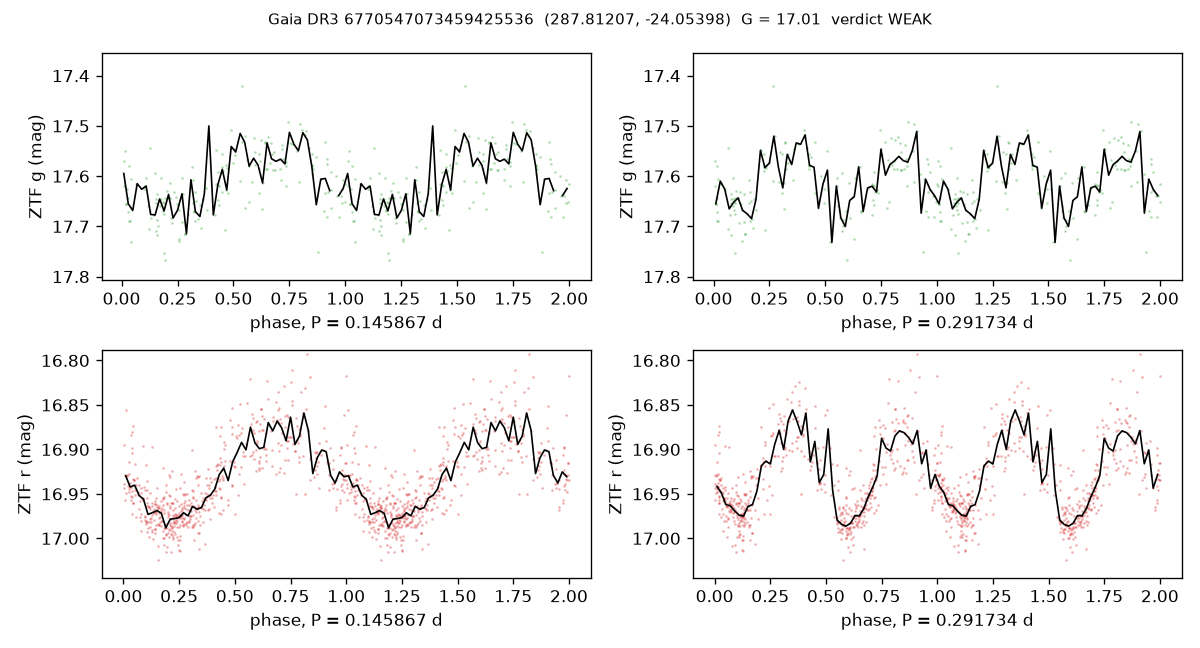 Gaia DR3 6770547073459425536  (287.81207, -24.05398)  G = 17.01  verdict WEAK
ZTF g (mag)
17.4
17.5
17.6
17.7
17.8
0.00 0.25 0.50 0.75 1.00 1.25 1.50 1.75 2.00
phase, P = 0.145867 d
ZTF g (mag)
17.4
17.5
17.6
17.7
17.8
0.00 0.25 0.50 0.75 1.00 1.25 1.50 1.75 2.00
phase, P = 0.291734 d
ZTF r (mag)
16.80
16.85
16.90
16.95
17.00
0.00 0.25 0.50 0.75 1.00 1.25 1.50 1.75 2.00
phase, P = 0.145867 d
ZTF r (mag)
16.80
16.85
16.90
16.95
17.00
0.00 0.25 0.50 0.75 1.00 1.25 1.50 1.75 2.00
phase, P = 0.291734 d